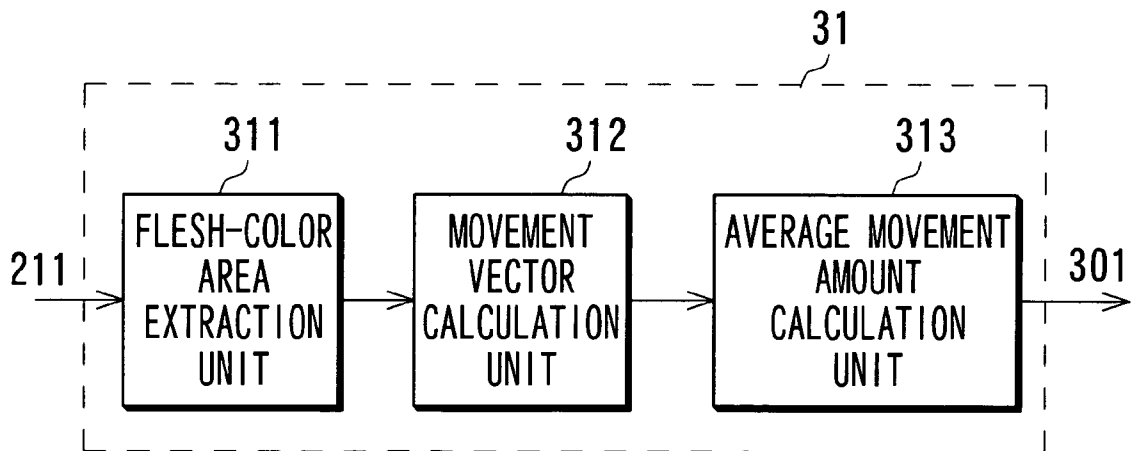 31
311
312
313
211
FLESH-COLOR
AREA
EXTRACTION
UNIT
MOVEMENT
VECTOR
CALCULATION
UNIT
AVERAGE MOVEMENT
AMOUNT
CALCULATION
UNIT
301